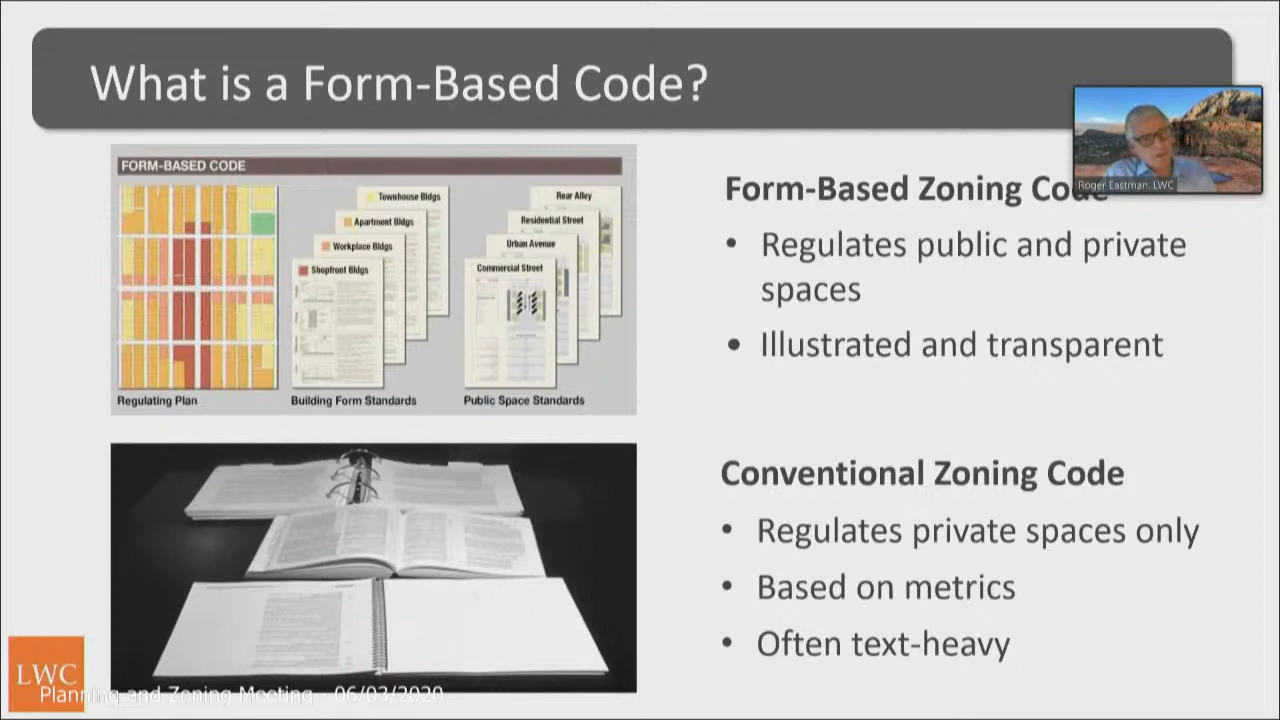 What is a Form-Based Code?
FORM-BASED CODE
Townhouse Bldgs
Apartment Bldgs
Workplace Bldgs
Shopfront Bldgs
Rear Alley
Residential Street
Urban Avenue
Commercial Street
Regulating Plan
Building Form Standards
Public Space Standards
Roger Eastman, LWC
Form-Based Zoning Code
• Regulates public and private
spaces
• Illustrated and transparent
Conventional Zoning Code
• Regulates private spaces only
• Based on metrics
• Often text-heavy
LWC
Planning and Zoning Meeting - 06/03/2020